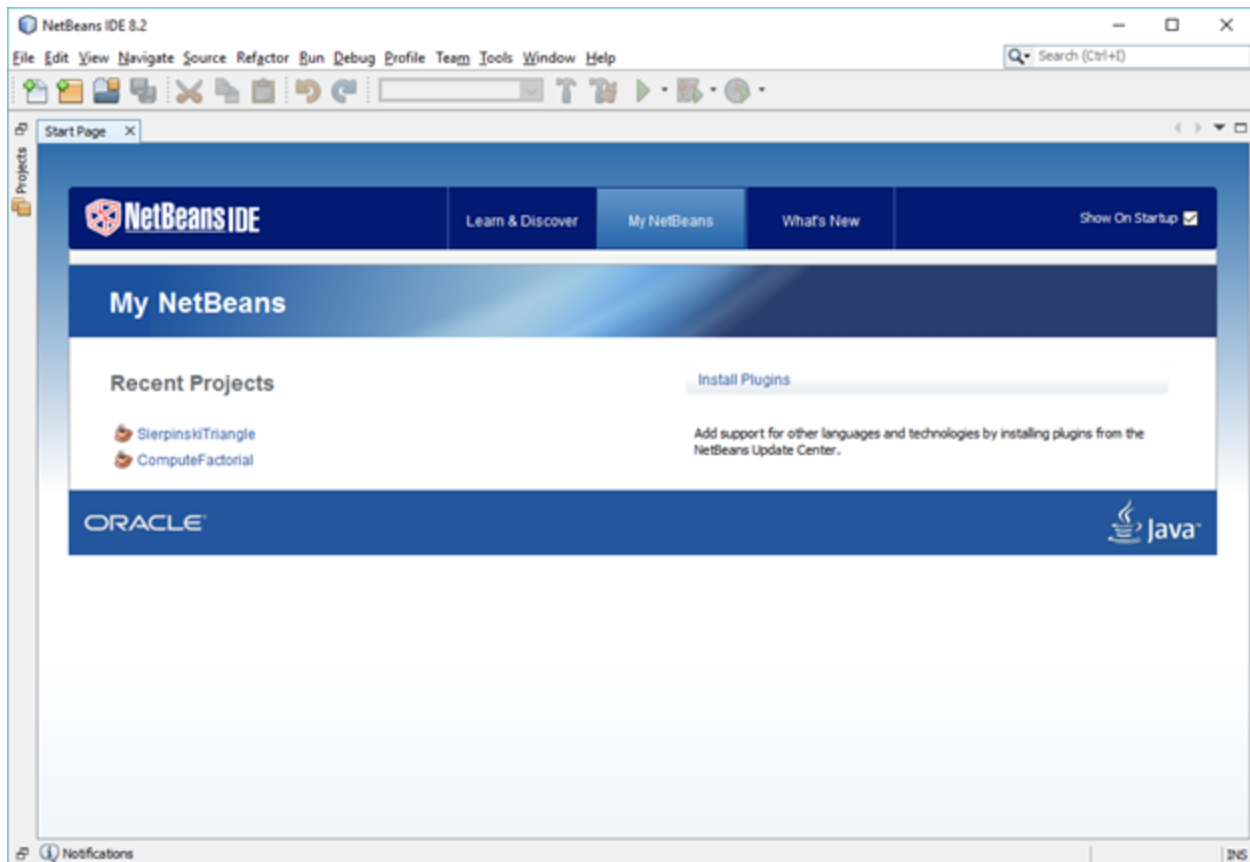 NetBeans IDE 8.2
File Edit View Navigate Source Refactor Run Debug Profile Team Tools Window Help
Search (Ctrl+I)
Start Page
Projects
NetBeans IDE
Learn & Discover
My NetBeans
What's New
Show On Startup
My NetBeans
Recent Projects
SierpinskiTriangle
ComputeFactorial
Install Plugins
Add support for other languages and technologies by installing plugins from the
NetBeans Update Center.
ORACLE
Java
Notifications
INS